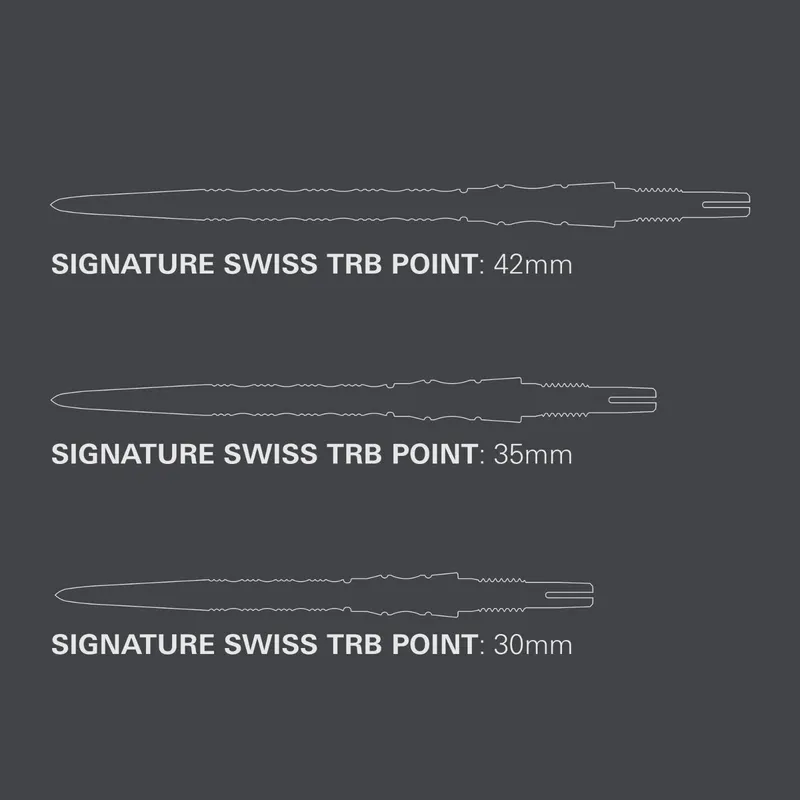 SIGNATURE SWISS TRB POINT: 42mm
SIGNATURE SWISS TRB POINT: 35mm
SIGNATURE SWISS TRB POINT: 30mm